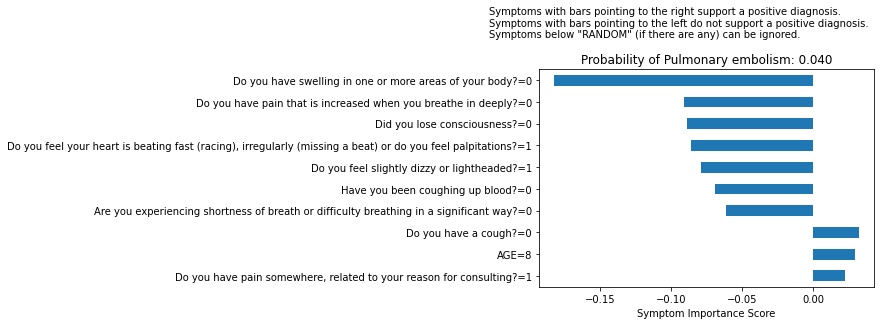 Symptoms with bars pointing to the right support a positive diagnosis.
Symptoms with bars pointing to the left do not support a positive diagnosis.
Symptoms below "RANDOM" (if there are any) can be ignored.
Probability of Pulmonary embolism: 0.040
Do you have swelling in one or more areas of your body?=0
Do you have pain that is increased when you breathe in deeply?=0
Did you lose consciousness?=0
Do you feel your heart is beating fast (racing), irregularly (missing a beat) or do you feel palpitations?=1
Do you feel slightly dizzy or lightheaded?=1
Have you been coughing up blood?=0
Are you experiencing shortness of breath or difficulty breathing in a significant way?=0
Do you have a cough?=0
AGE=8
Do you have pain somewhere, related to your reason for consulting?=1
−0.15 −0.10 −0.05 0.00
Symptom Importance Score